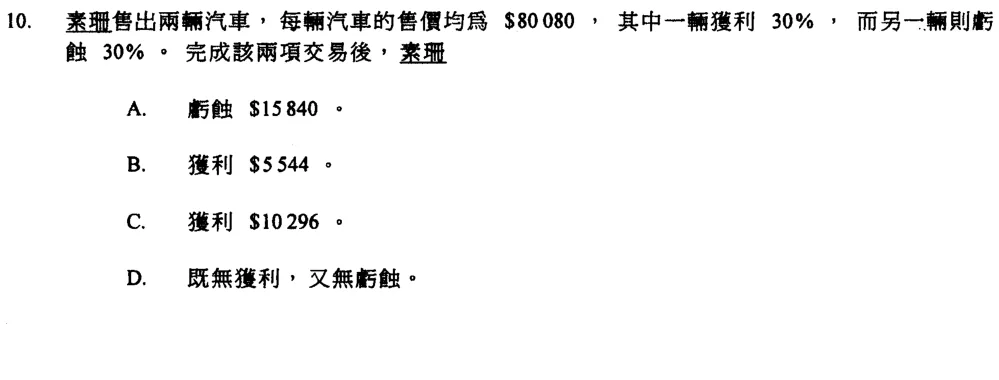 10. 素珊售出兩輛汽車，每輛汽車的售價均為 $80 080 ， 其中一輛獲利 30% ， 而另一輛則虧
蝕 30% 。 完成該兩項交易後，素珊
A. 虧蝕 $15 840 。
B. 獲利 $5 544 。
C. 獲利 $10 296 。
D. 既無獲利，又無虧蝕。